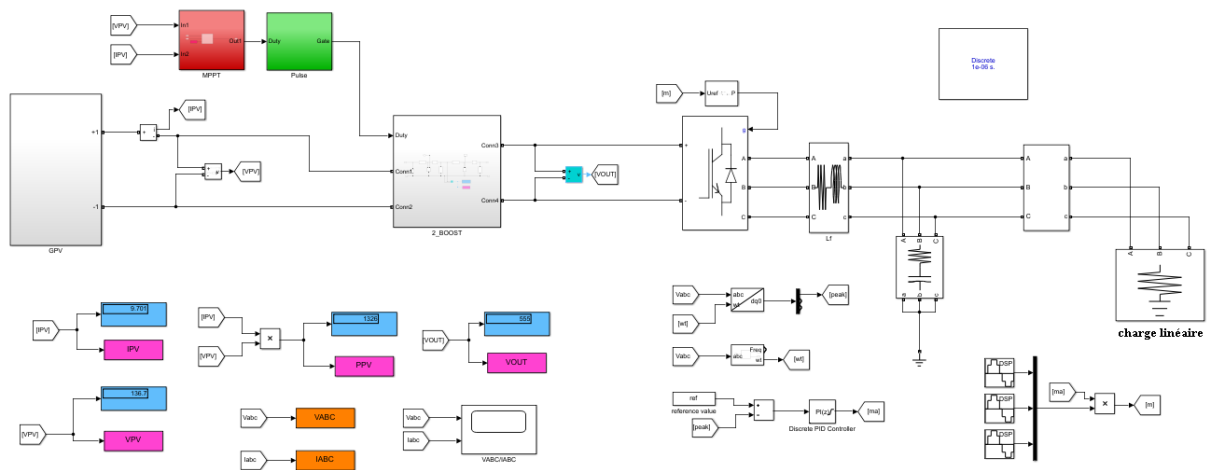 [VPV]
[IPV]
In1
In2
Out1
MPPT
Duty
Gate
Pulse
Discrete
1e-06 s.
[m]
Uref
P
[IPV]
+1
-1
GPV
[VPV]
Duty
Conn1
Conn2
Conn3
Conn4
2_BOOST
[VOUT]
g
+
-
A
B
C
A
B
C
a
b
c
Lf
A
B
C
a
b
c
A
B
C
a
b
c
A
B
C
charge linéaire
[IPV]
9.701
IPV
[IPV]
[VPV]
×
1326
PPV
[VOUT]
555
VOUT
[VPV]
136.7
VPV
Vabc
VABC
Iabc
IABC
Vabc
Iabc
VABC/IABC
Vabc
[wt]
abc
wt
dq0
[peak]
Vabc
abc
Freq
wt
[wt]
ref
reference value
[peak]
+
−
PI(z)
Discrete PID Controller
[ma]
DSP
DSP
DSP
[ma]
×
[m]